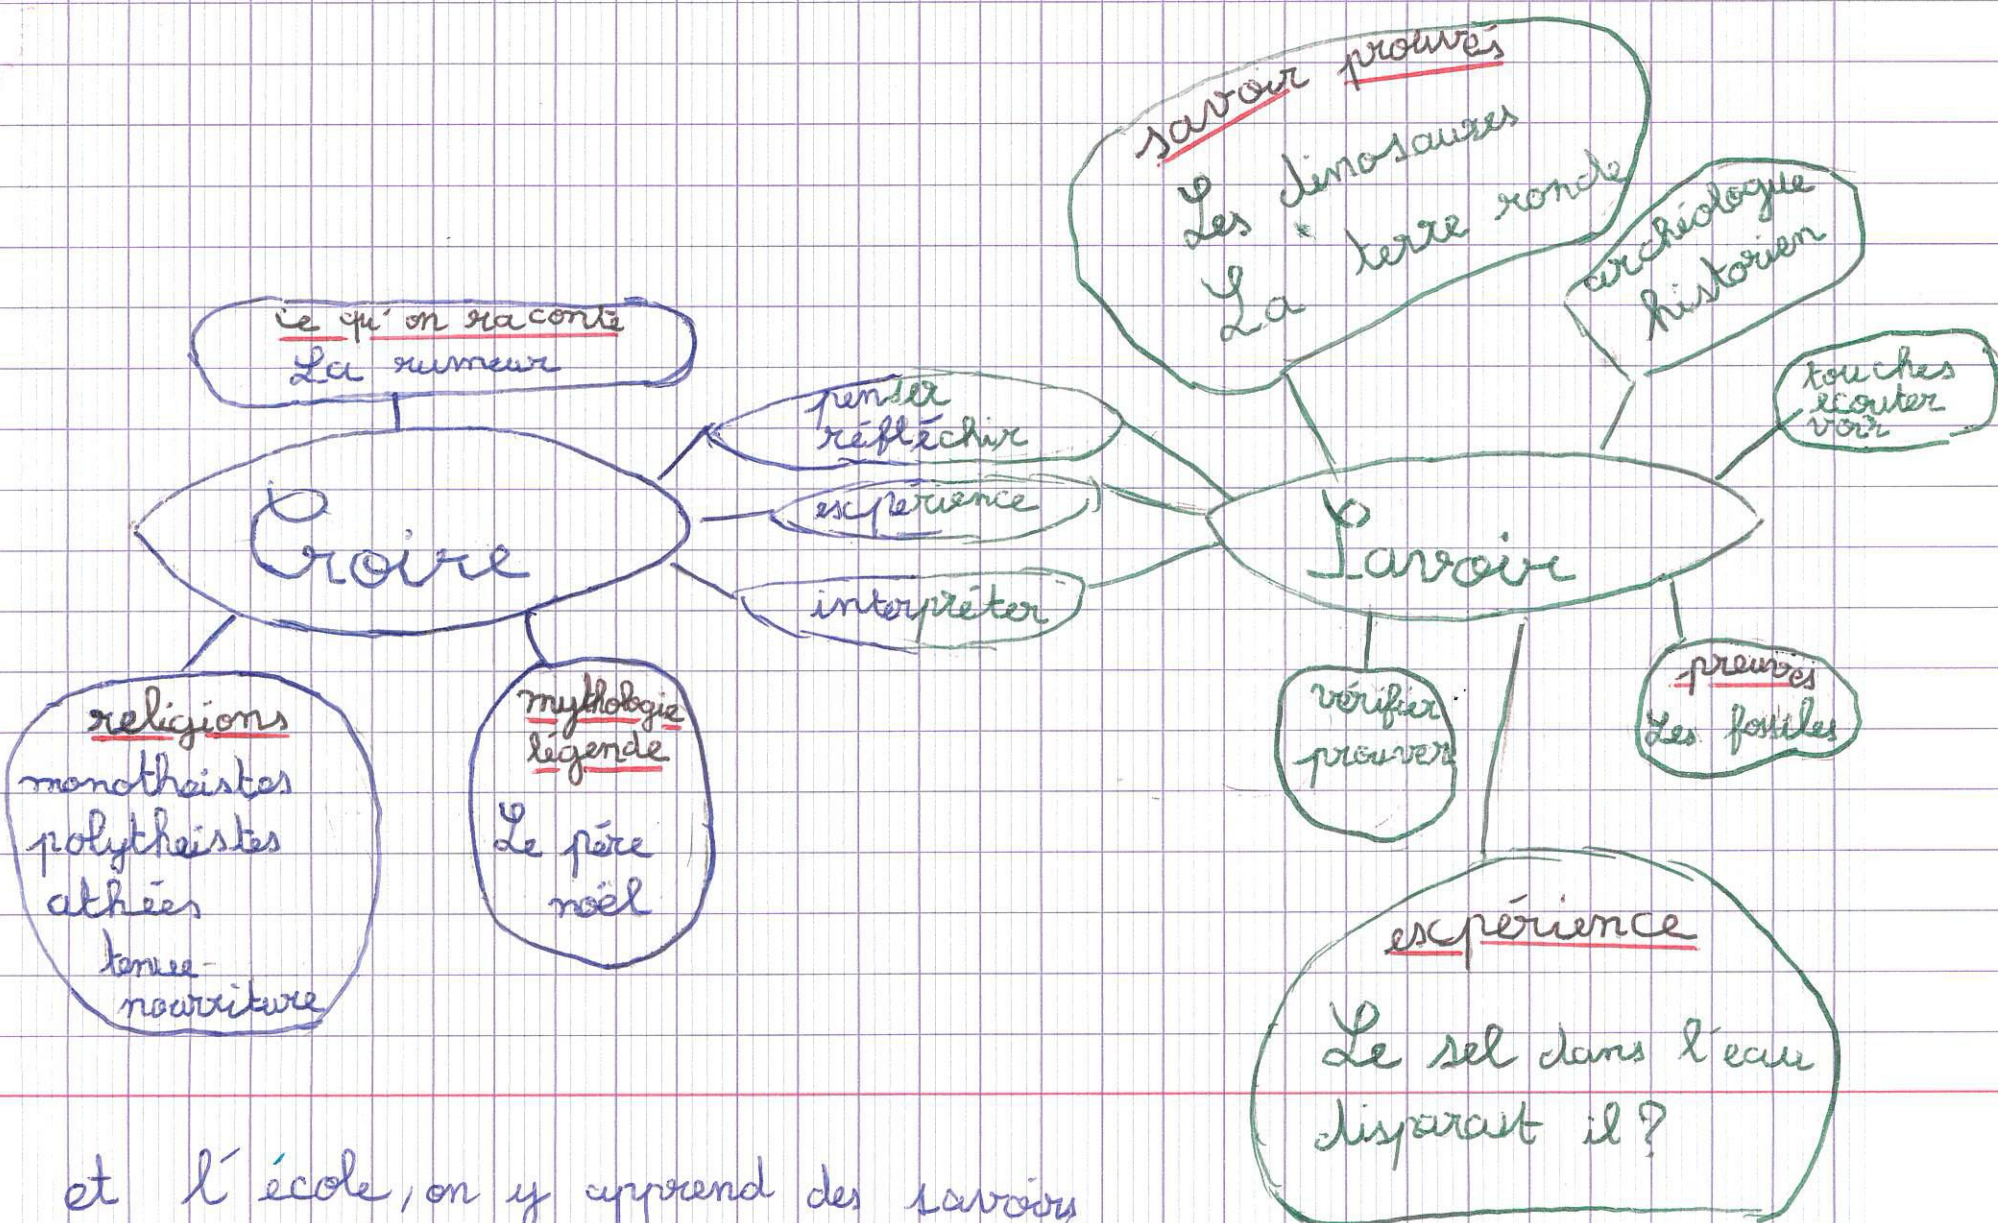 savoir prouvés
Les dinosaures
La terre ronde
archéologue
historien
touches
écouter
voir
ce qu'on raconte
La rumeur
penser
réfléchir
expérience
interpréter
Croire
Savoir
religions
monotheistes
polytheistes
athées
tenue-
nourriture
mythologie
légende
Le père
noël
vérifier
prouver
preuves
Les fossiles
expérience
Le sel dans l'eau
disparait il?
et l'école, on y apprend des savoirs